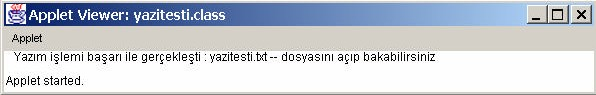 Applet Viewer: yazitesti.class
Applet
Yazım işlemi başarı ile gerçekleşti : yazitesti.txt -- dosyasını açıp bakabilirsiniz
Applet started.